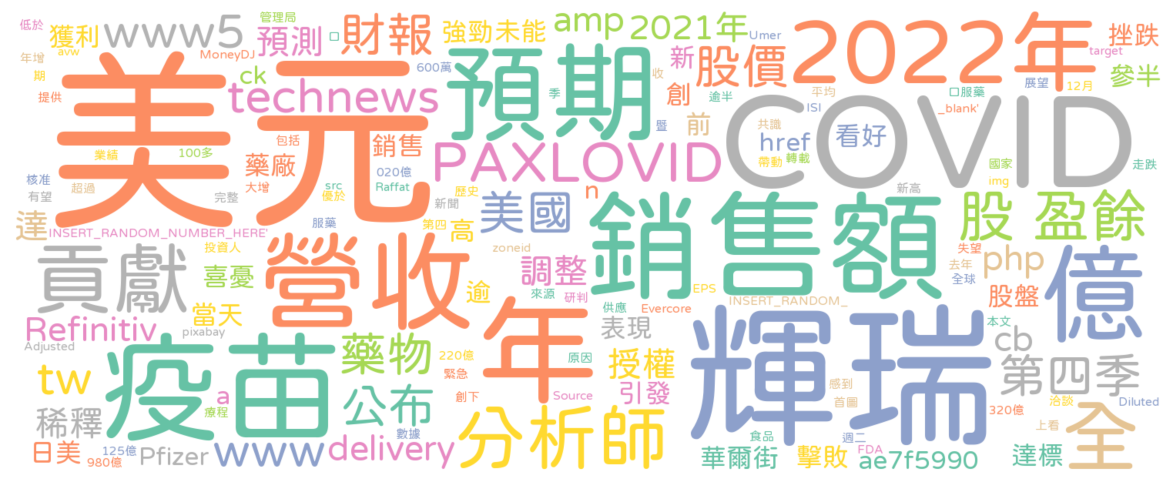 低於 獲利 管理局 www5 預測 口 財報 強勁未能 amp 2021年 Umer 新 股價 2022年 挫跌
年增 avw MoneyDJ 600萬 收 target
期 ck 季 創 逾半 平均 展望 12月 參半
提供 美元 technews 預期 _blank'
包括 020億 暨 前 ISI 口服藥 COVID
業績 100多 藥廠 銷售 PAXLOVID 共識 href 看好
核准 超過 大增 帶動 轉載 國家 走跌
有望 完整 src Raffat 歷史 n img
優於 新聞 美國 新高
達 INSERT_RANDOM_NUMBER_HERE' 服藥 第四 高 銷售額 股 盈餘
投資人 zoneid 失望
貢獻 喜憂 營收 調整 去年 php 億
逾 來源 研判 EPS 全球
當天 供應 Evercore INSERT_RANDOM_ 股盤
Refinitiv pixabay 年 表現 輝瑞 本文
Adjusted 疫苗 藥物 220億 原因 cb
tw 緊急 授權 第四季
a 公布 創下 Source 引發 感到 洽談 Diluted
稀釋 療程 首圖 320億 全
數據 分析師 上看
日美 125億 www delivery 食品 週二
980億 Pfizer 華爾街 擊敗 FDA ae7f5990 達標